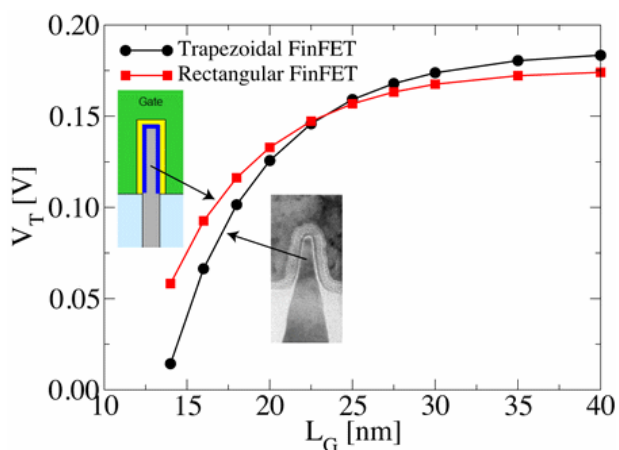 0.20
Trapezoidal FinFET
Rectangular FinFET
Gate
0.15
0.10
0.05
0.00
V_T [V]
10 15 20 25 30 35 40
L_G [nm]